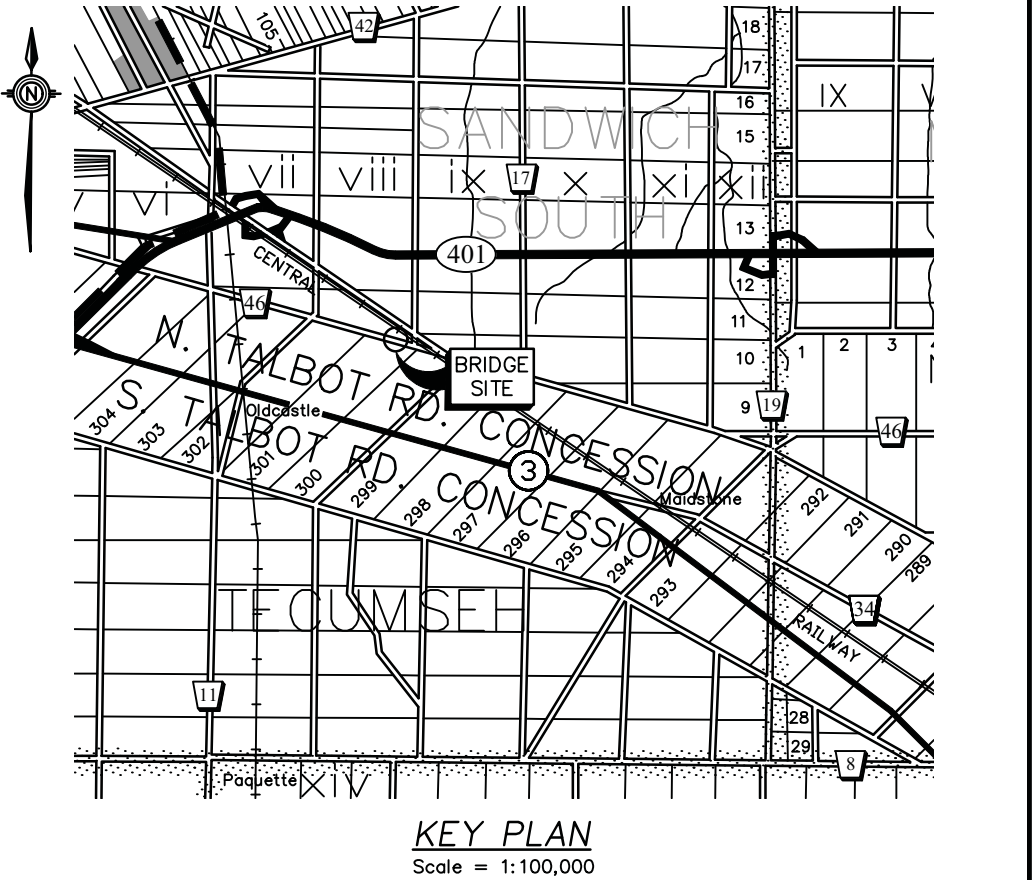 105
42
18
17
IX
16
SANDWICH
15
vii
viii
ix
17
x
xi
xii
vi
SOUTH
13
N
401
CENTRAL
12
46
11
N. TALBOT RD. CONCESSION
BRIDGE
SITE
10
1
2
3
9
19
46
Oldcastle
S. TALBOT RD. CONCESSION
3
Maidstone
304
303
302
301
300
299
298
297
296
295
294
293
292
291
290
289
TECUMSEH
34
RAILWAY
11
28
29
8
Paquette
XIV
KEY PLAN
Scale = 1:100,000